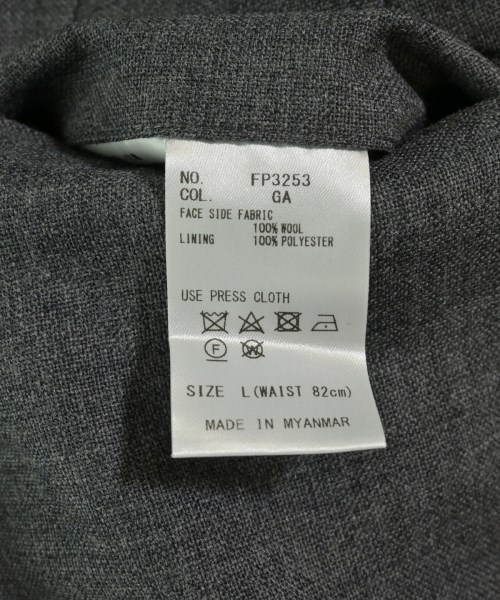 NO. FP3253
COL. GA
FACE SIDE FABRIC
100% WOOL
LINING 100% POLYESTER
USE PRESS CLOTH
F W
SIZE L(WAIST 82cm)
MADE IN MYANMAR